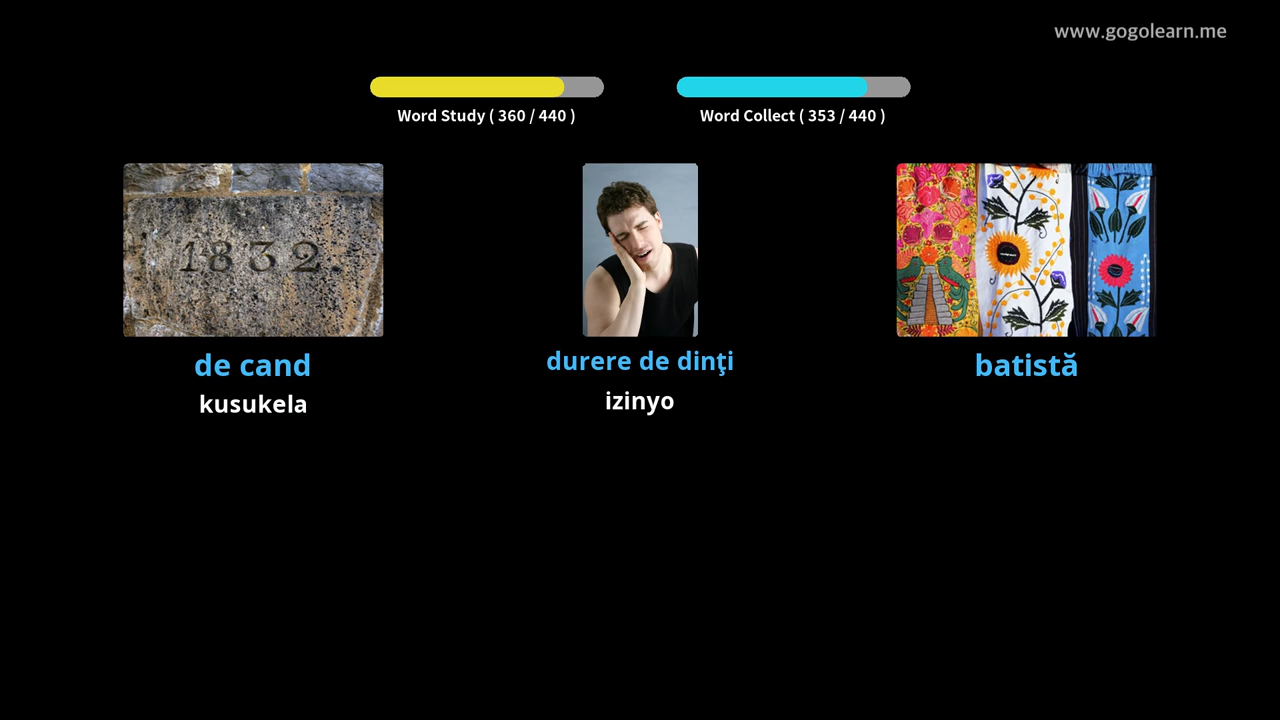 www.gogolearn.me
Word Study ( 360 / 440 )
Word Collect ( 353 / 440 )
1832.
de cand
kusukela
durere de dinţi
izinyo
batistă